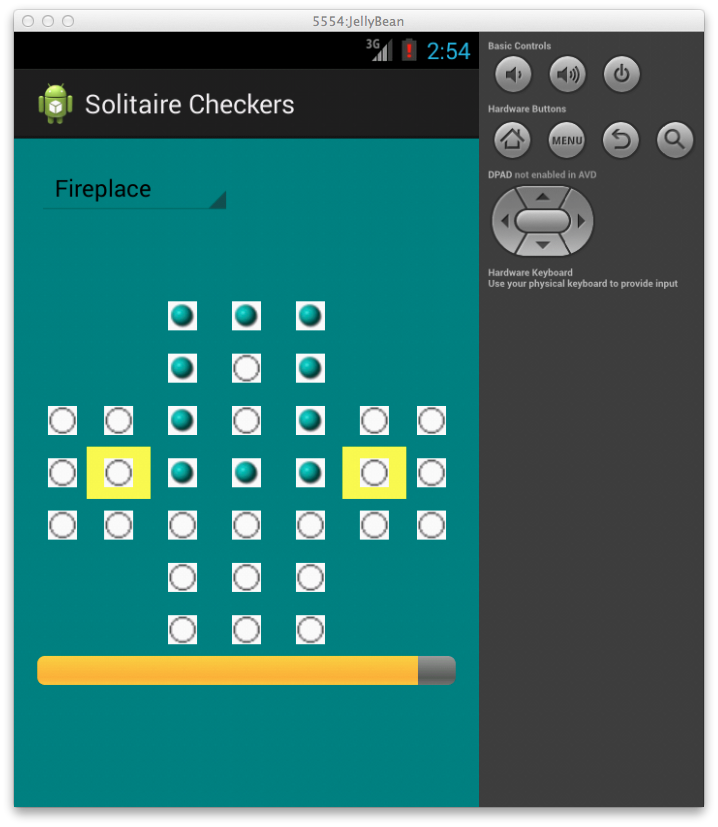 5554:JellyBean
3G 2:54
Solitaire Checkers
Fireplace
Basic Controls
Hardware Buttons
MENU
DPAD not enabled in AVD
Hardware Keyboard
Use your physical keyboard to provide input